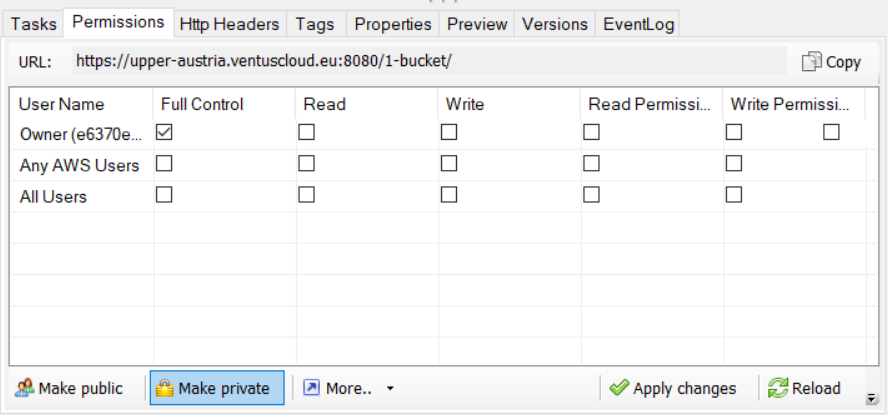 Tasks Permissions Http Headers Tags Properties Preview Versions EventLog
URL: https://upper-austria.ventuscloud.eu:8080/1-bucket/ Copy
User Name Full Control Read Write Read Permissi... Write Permissi...
Owner (e6370e...
Any AWS Users
All Users
Make public Make private More.. Apply changes Reload